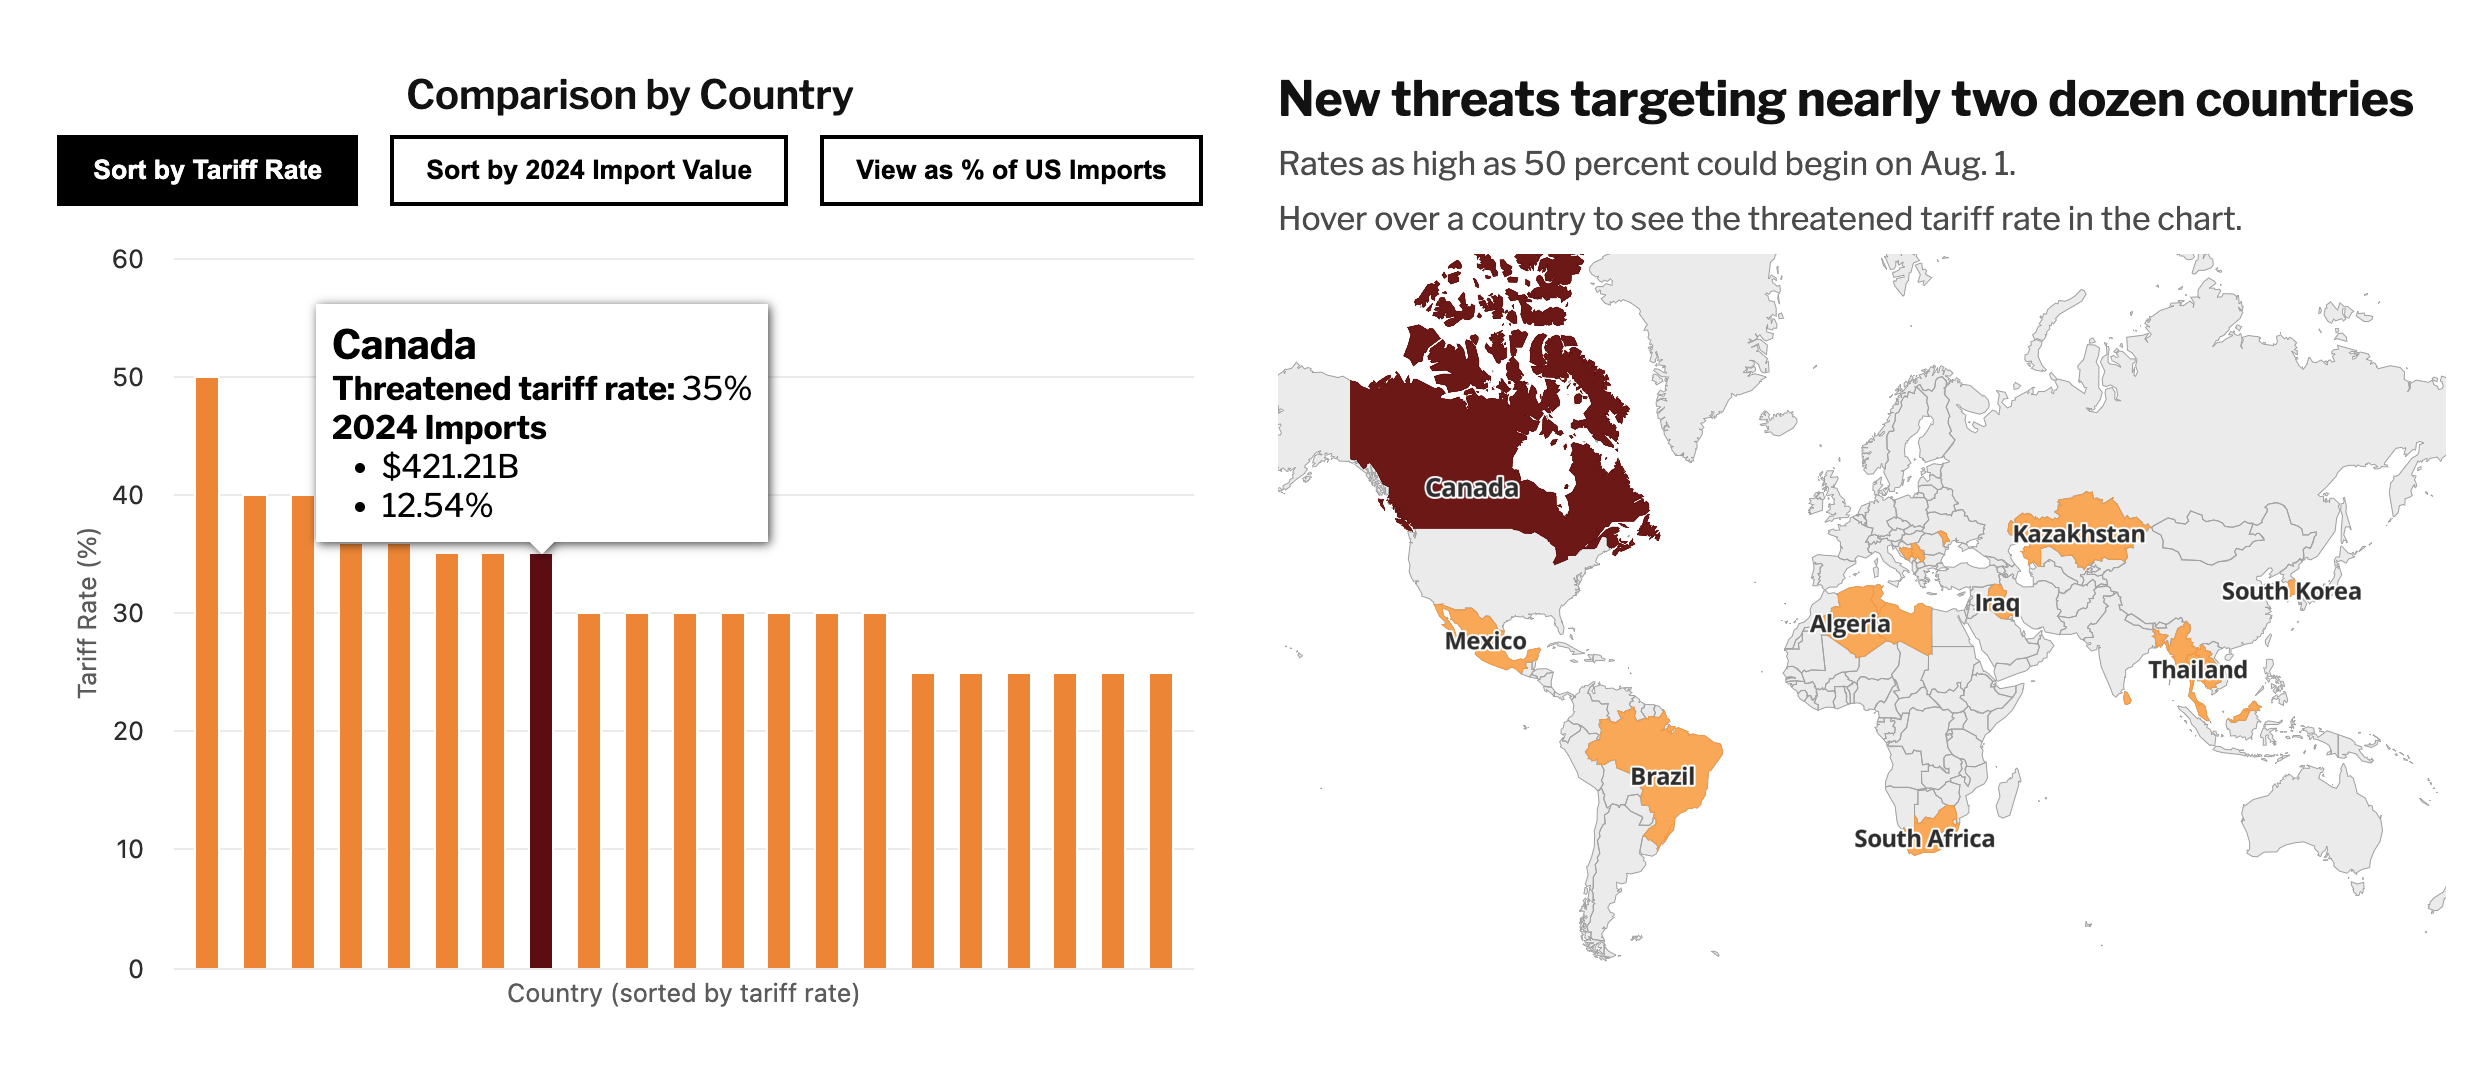 Comparison by Country
Sort by Tariff Rate
Sort by 2024 Import Value
View as % of US Imports
60
50
40
30
20
10
0
Tariff Rate (%)
Canada
Threatened tariff rate: 35%
2024 Imports
• $421.21B
• 12.54%
Country (sorted by tariff rate)
New threats targeting nearly two dozen countries
Rates as high as 50 percent could begin on Aug. 1.
Hover over a country to see the threatened tariff rate in the chart.
Canada
Kazakhstan
South Korea
Iraq
Algeria
Mexico
Thailand
Brazil
South Africa